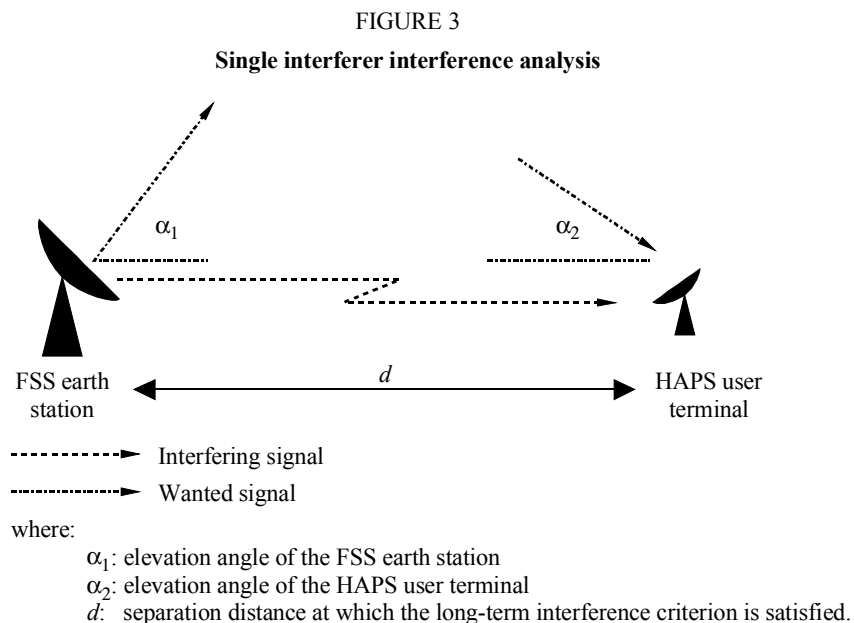 FIGURE 3
Single interferer interference analysis
α1
α2
FSS earth
station
d
HAPS user
terminal
Interfering signal
Wanted signal
where:
α1: elevation angle of the FSS earth station
α2: elevation angle of the HAPS user terminal
d: separation distance at which the long-term interference criterion is satisfied.